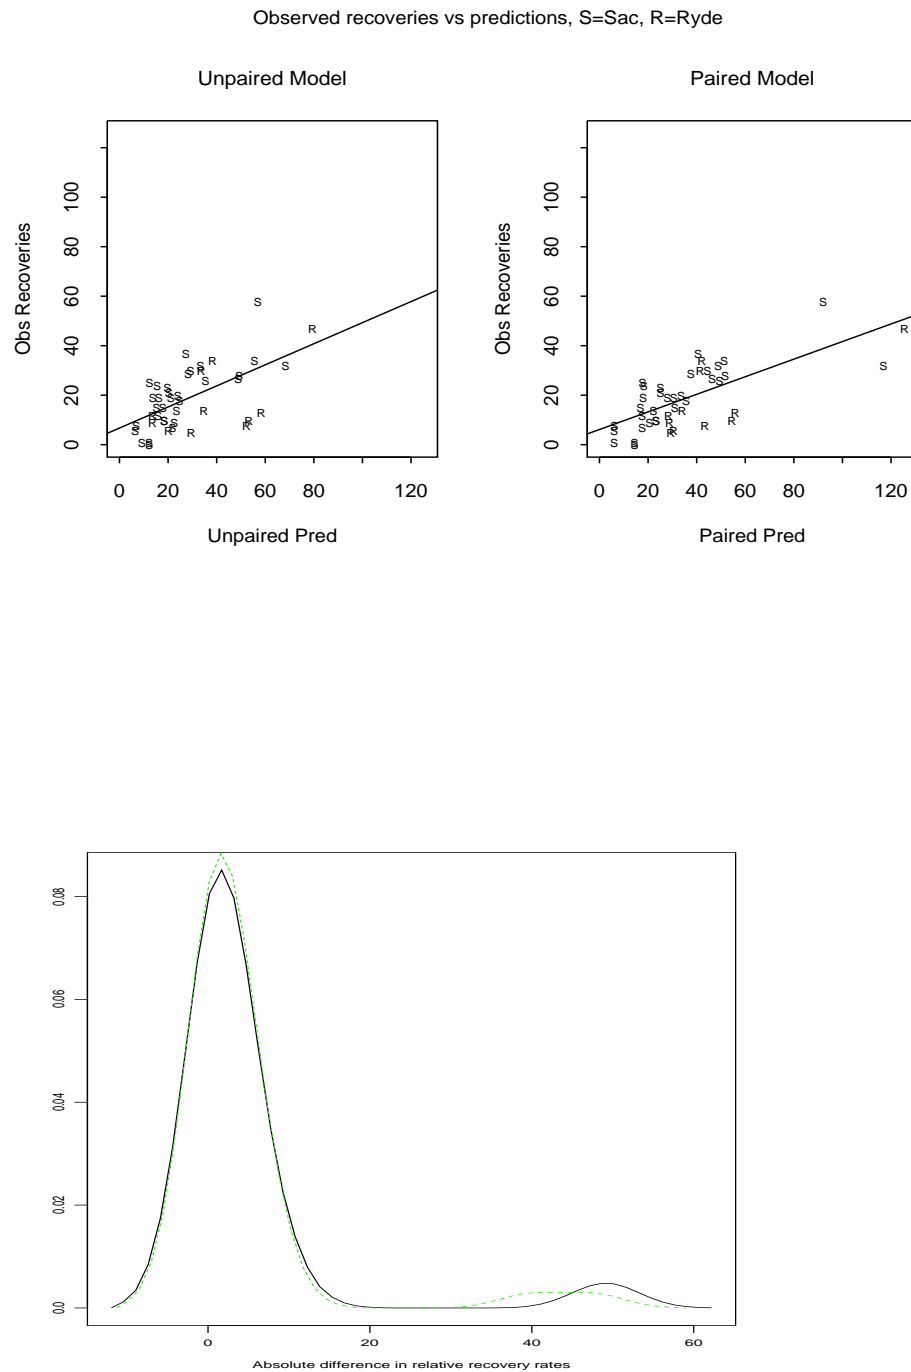 Observed recoveries vs predictions, S=Sac, R=Ryde
Unpaired Model
Paired Model
Obs Recoveries
0 20 40 60 80 100
0 20 40 60 80 120
Unpaired Pred
Obs Recoveries
0 20 40 60 80 100
0 20 40 60 80 120
Paired Pred
0.0 0.02 0.04 0.06 0.08
0 20 40 60
Absolute difference in relative recovery rates